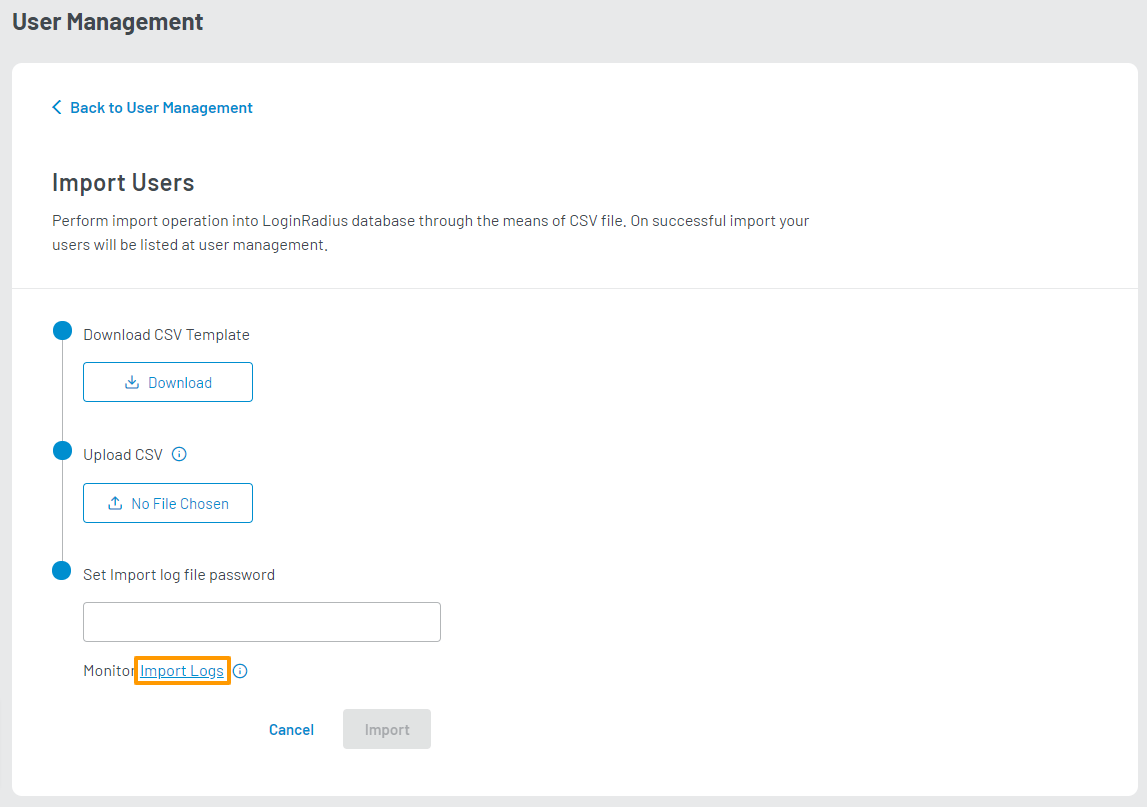 User Management
Back to User Management
Import Users
Perform import operation into LoginRadius database through the means of CSV file. On successful import your
users will be listed at user management.
Download CSV Template
Download
Upload CSV
No File Chosen
Set Import log file password
Monitor Import Logs
Cancel Import